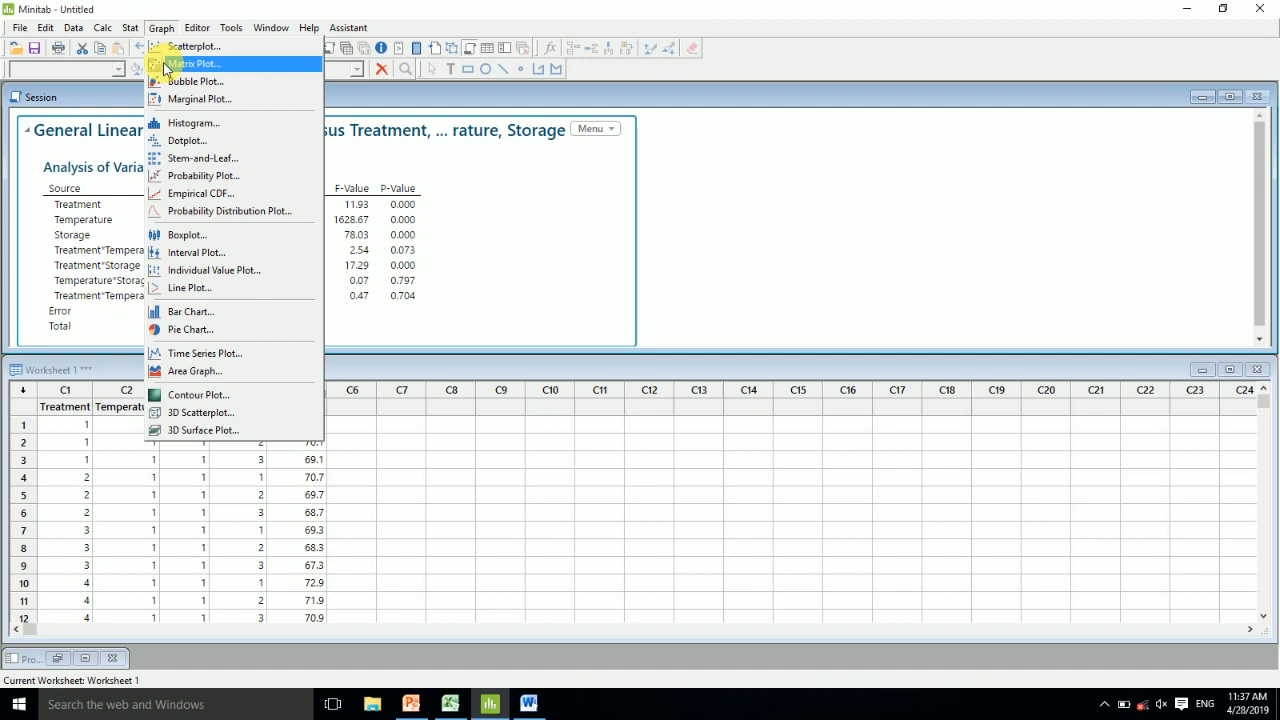 Minitab - Untitled
File Edit Data Calc Stat Graph Editor Tools Window Help Assistant
Scatterplot...
Matrix Plot...
Bubble Plot...
Marginal Plot...
Histogram...
Dotplot...
Stem-and-Leaf...
Probability Plot...
Empirical CDF...
Probability Distribution Plot...
Boxplot...
Interval Plot...
Individual Value Plot...
Line Plot...
Bar Chart...
Pie Chart...
Time Series Plot...
Area Graph...
Contour Plot...
3D Scatterplot...
3D Surface Plot...
Session
General Linear sus Treatment, ... rature, Storage Menu
Analysis of Varia
Source F-Value P-Value
Treatment 11.93 0.000
Temperature 1628.67 0.000
Storage 78.03 0.000
Treatment*Tempera 2.54 0.073
Treatment*Storage 17.29 0.000
Temperature*Storag 0.07 0.797
Treatment*Tempera 0.47 0.704
Error
Total
Worksheet 1 ***
C1 C2 C6 C7 C8 C9 C10 C11 C12 C13 C14 C15 C16 C17 C18 C19 C20 C21 C22 C23 C24
Treatment Temperatu
1 1
2 1 1 1 2 70.1
3 1 1 1 3 69.1
4 2 1 1 1 70.7
5 2 1 1 2 69.7
6 2 1 1 3 68.7
7 3 1 1 1 69.3
8 3 1 1 2 68.3
9 3 1 1 3 67.3
10 4 1 1 1 72.9
11 4 1 1 2 71.9
12 4 1 1 3 70.9
Pro...
Current Worksheet: Worksheet 1
Search the web and Windows
ENG
11:37 AM
4/28/2019